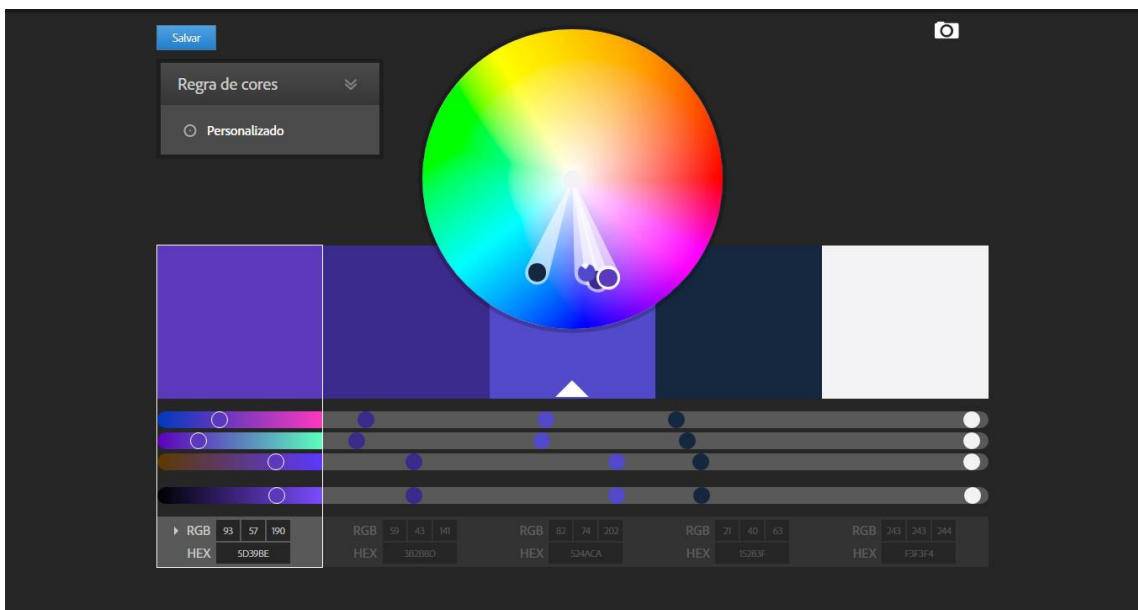 Salvar
Regra de cores
Personalizado
RGB 93 57 190 RGB 59 43 141 RGB 82 74 202 RGB 21 40 63 RGB 243 243 244
HEX 5D39BE HEX 3B2B8D HEX 524ACA HEX 15283F HEX F3F3F4